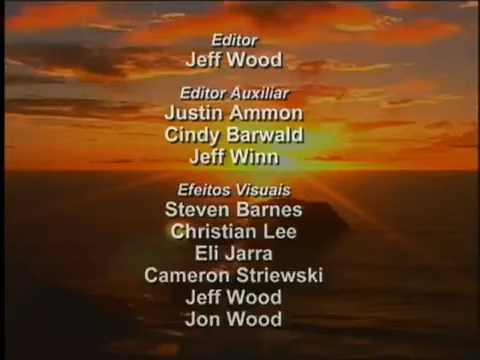 Editor
Jeff Wood
Editor Auxiliar
Justin Ammon
Cindy Barwald
Jeff Winn
Efeitos Visuais
Steven Barnes
Christian Lee
Eli Jarra
Cameron Striewski
Jeff Wood
Jon Wood